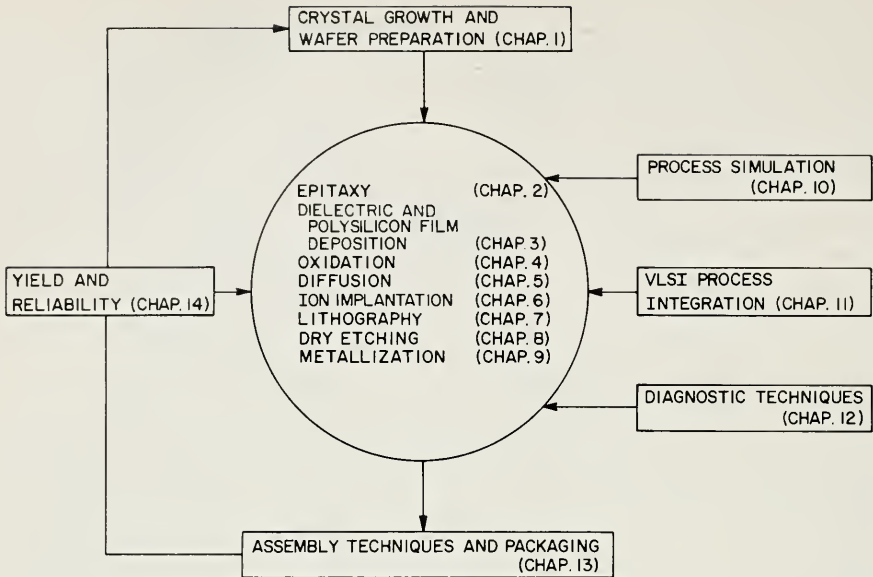 CRYSTAL GROWTH AND
WAFER PREPARATION (CHAP. 1)
EPITAXY (CHAP. 2)
DIELECTRIC AND
POLYSILICON FILM
DEPOSITION (CHAP. 3)
OXIDATION (CHAP. 4)
DIFFUSION (CHAP. 5)
ION IMPLANTATION (CHAP. 6)
LITHOGRAPHY (CHAP. 7)
DRY ETCHING (CHAP. 8)
METALLIZATION (CHAP. 9)
PROCESS SIMULATION
(CHAP. 10)
VLSI PROCESS
INTEGRATION (CHAP. 11)
DIAGNOSTIC TECHNIQUES
(CHAP. 12)
YIELD AND
RELIABILITY (CHAP. 14)
ASSEMBLY TECHNIQUES AND PACKAGING
(CHAP. 13)